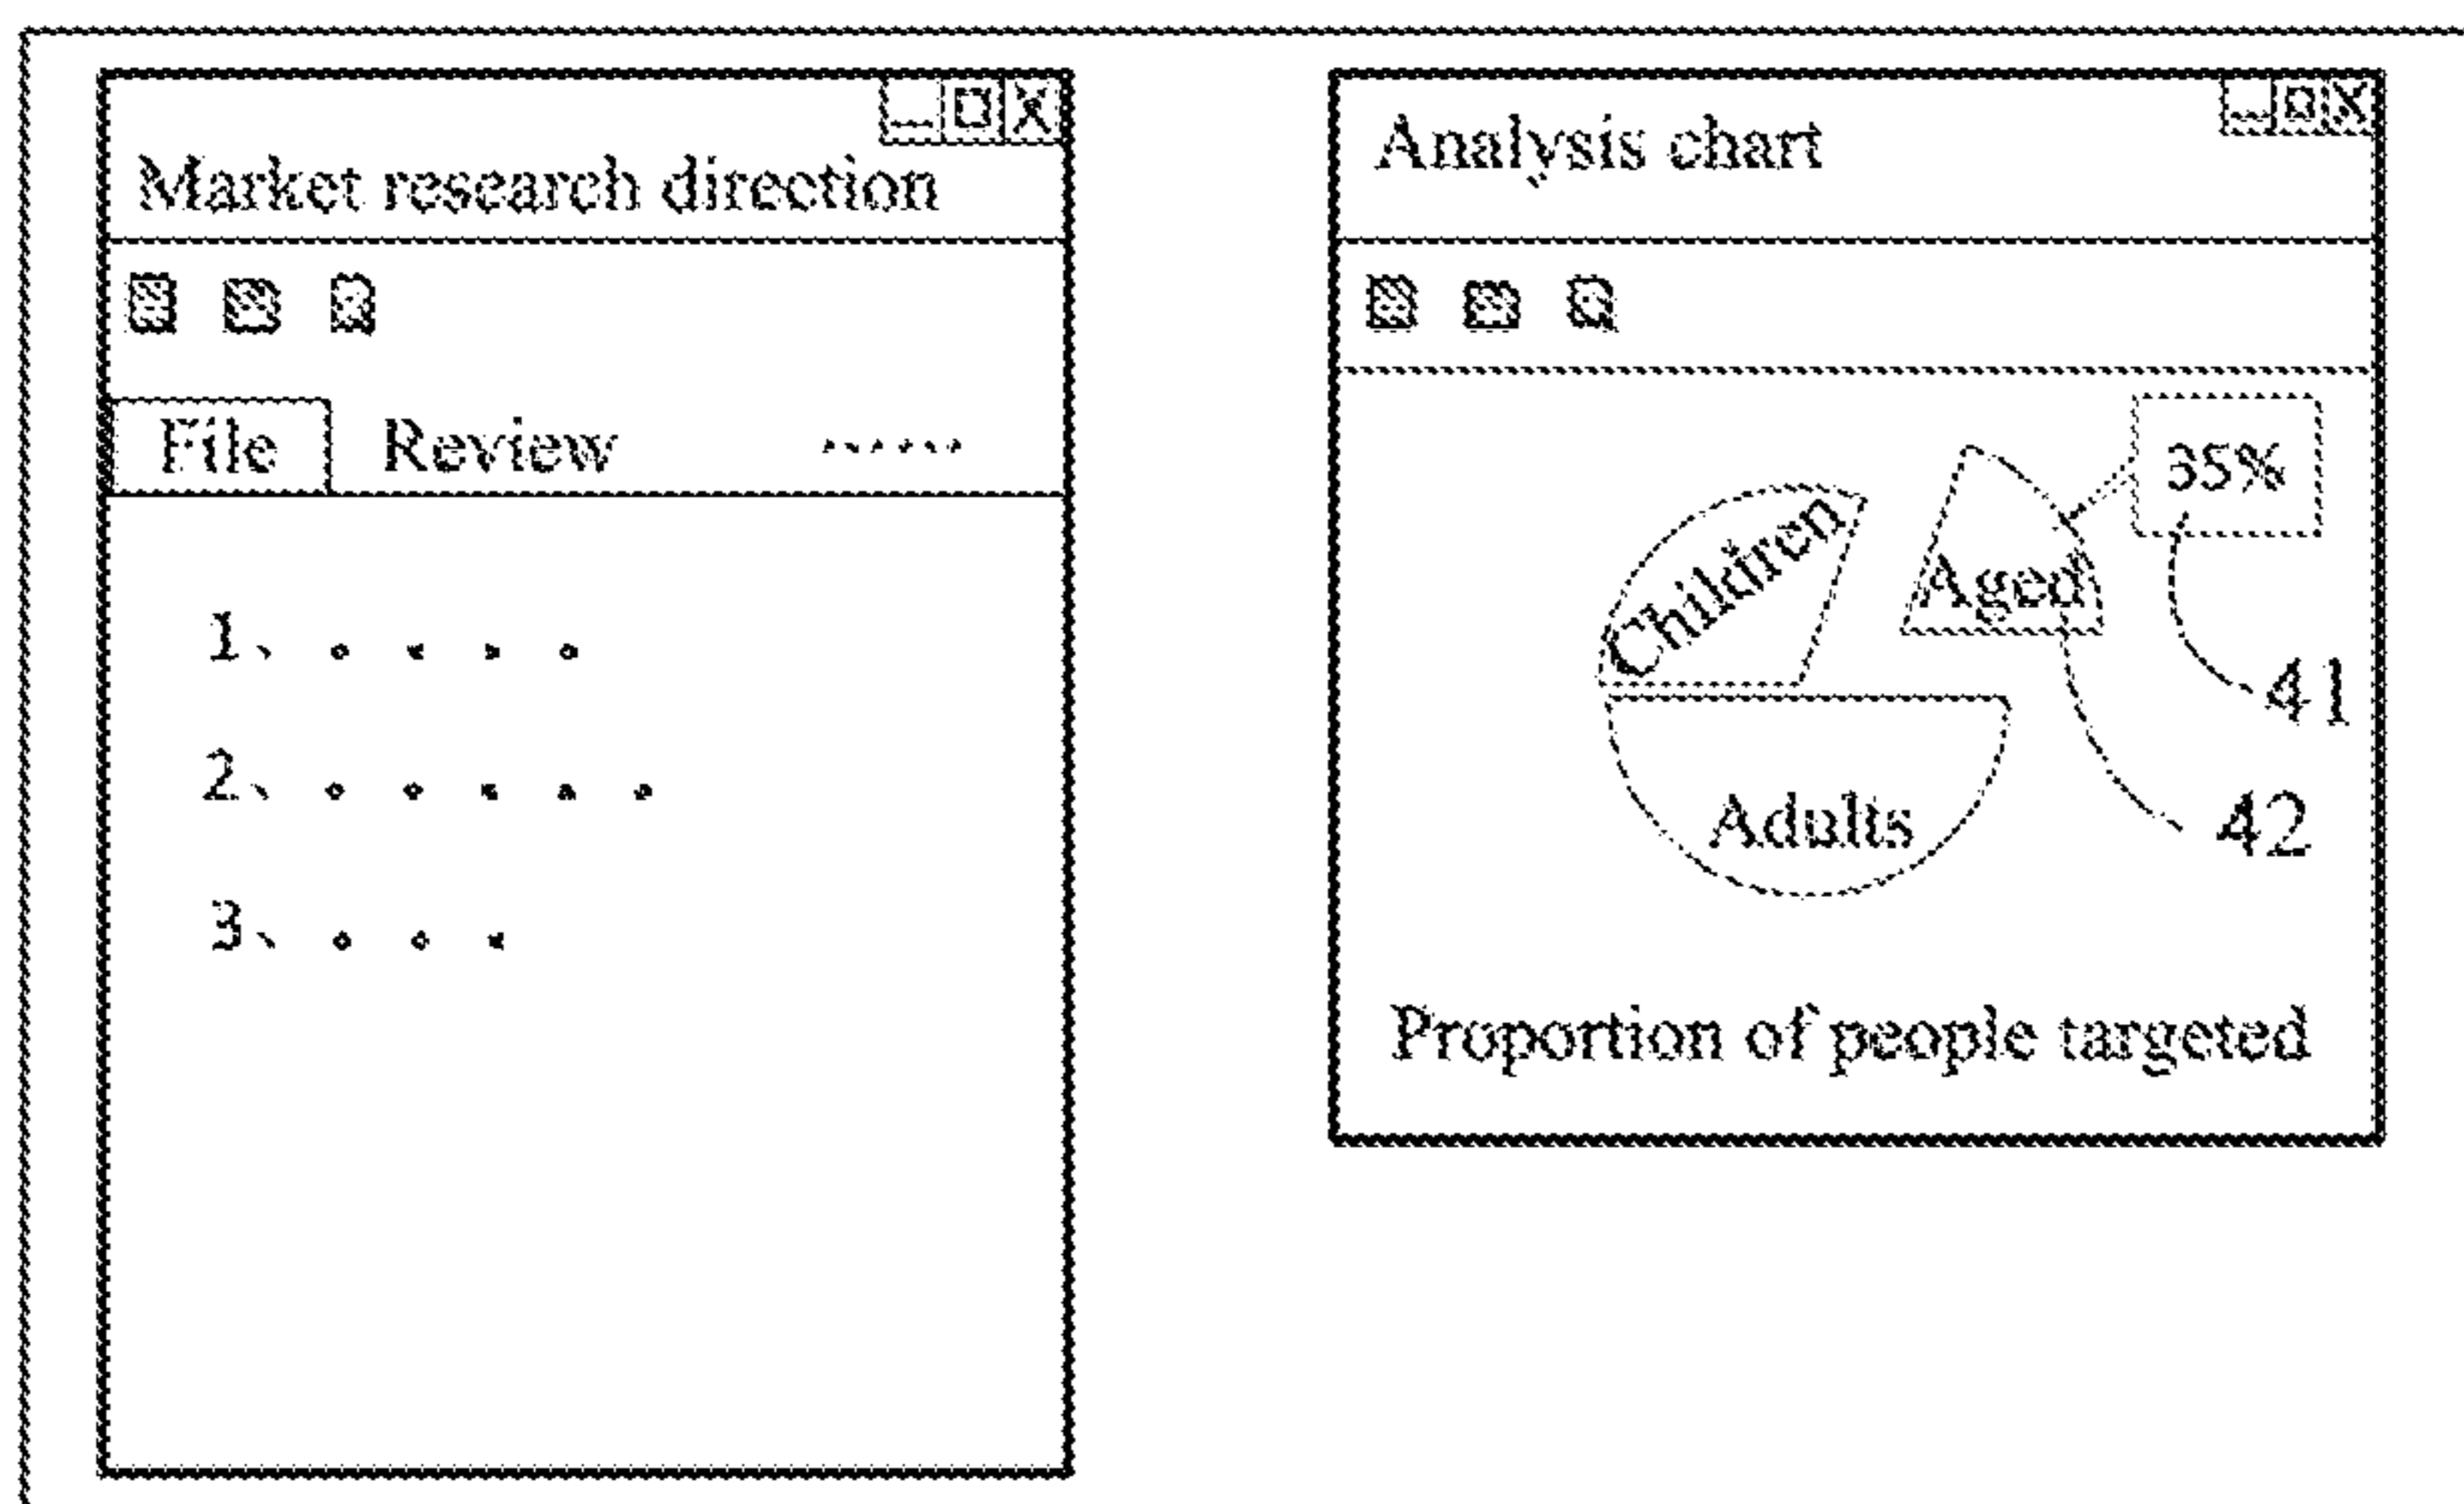 Market research direction
File Review ·····
1、。。。。
2、。。。。。
3、。。。
Analysis chart
35%
Children
Aged
41
Adults
42
Proportion of people targeted